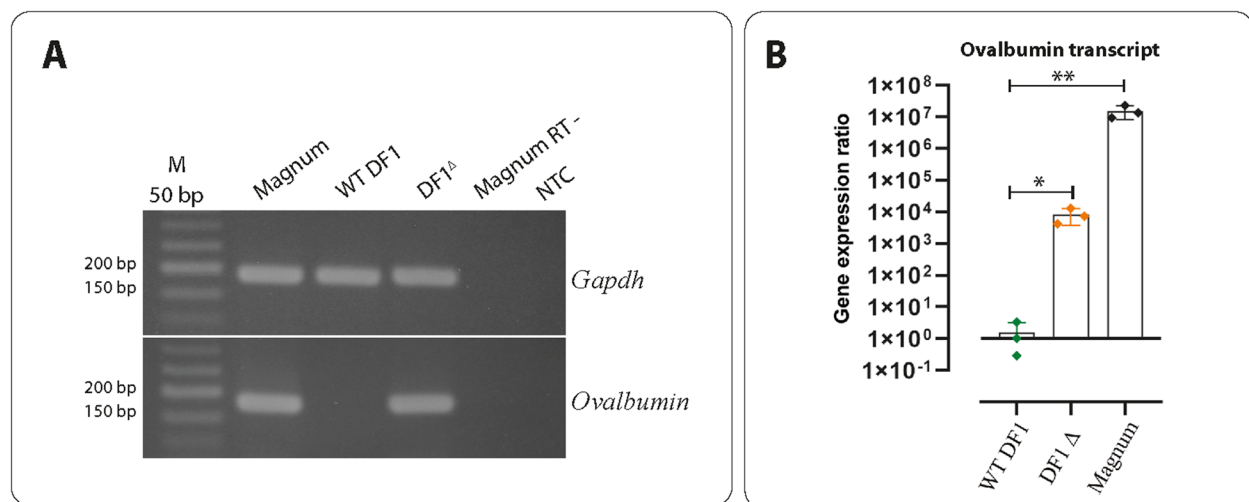 A
M
50 bp
Magnum
WT DF1
DF1Δ
Magnum RT -
NTC
200 bp
150 bp
Gapdh
200 bp
150 bp
Ovalbumin
B
Ovalbumin transcript
Gene expression ratio
1×10⁸
1×10⁷
1×10⁶
1×10⁵
1×10⁴
1×10³
1×10²
1×10¹
1×10⁰
1×10⁻¹
**
*
WT DF1
DF1 Δ
Magnum